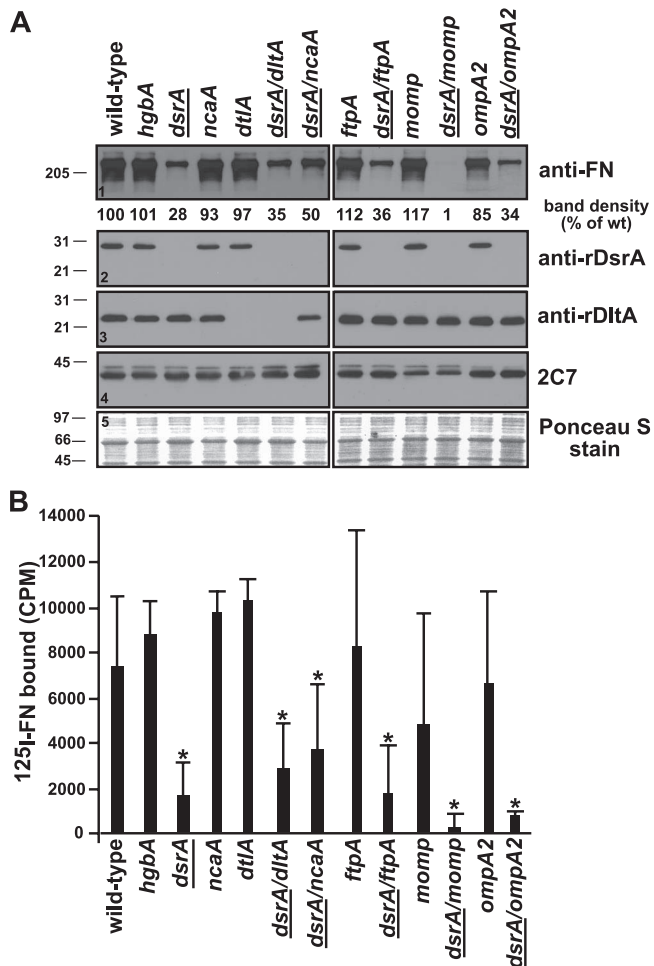 A
wild-type hgbA dsrA ncaA dtlA dsrA/dltA dsrA/ncaA ftpA dsrA/ftpA momp dsrA/momp ompA2 dsrA/ompA2
205 1 anti-FN
100 101 28 93 97 35 50 112 36 117 1 85 34 band density
(% of wt)
31
21 2 anti-rDsrA
31
21 3 anti-rDltA
45
4 2C7
97 5
66
45
Ponceau S
stain
B
125I-FN bound (CPM)
14000
12000
10000
8000
6000
4000
2000
0
* * * * * *
wild-type hgbA dsrA ncaA dtlA dsrA/dltA dsrA/ncaA ftpA dsrA/ftpA momp dsrA/momp ompA2 dsrA/ompA2